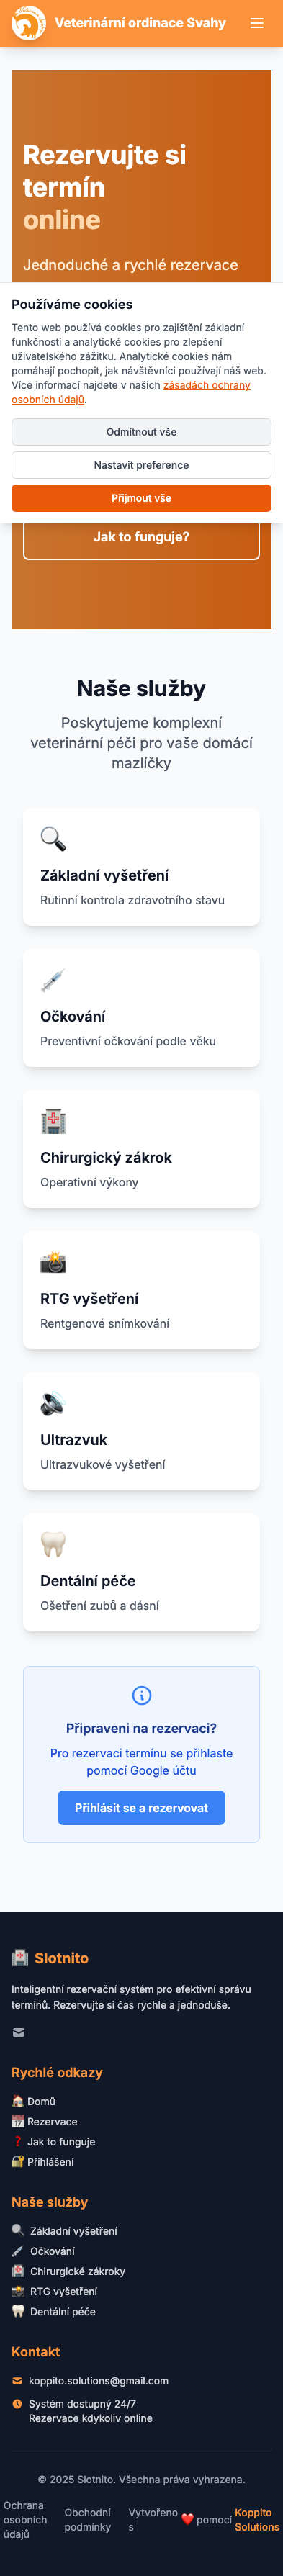 Veterinární ordinace Svahy
Rezervujte si
termín
online
Jednoduché a rychlé rezervace
Používáme cookies
Tento web používá cookies pro zajištění základní
funkcionality a analytické cookies pro zlepšení
uživatelského zážitku. Analytické cookies nám
pomáhají pochopit, jak návštěvníci používají náš web.
Více informací najdete v našich zásadách ochrany
osobních údajů.
Odmítnout vše
Nastavit preference
Přijmout vše
Jak to funguje?
Naše služby
Poskytujeme komplexní
veterinární péči pro vaše domácí
mazlíčky
Základní vyšetření
Rutinní kontrola zdravotního stavu
Očkování
Preventivní očkování podle věku
Chirurgický zákrok
Operativní výkony
RTG vyšetření
Rentgenové snímkování
Ultrazvuk
Ultrazvukové vyšetření
Dentální péče
Ošetření zubů a dásní
Připraveni na rezervaci?
Pro rezervaci termínu se přihlaste
pomocí Google účtu
Přihlásit se a rezervovat
Slotnito
Inteligentní rezervační systém pro efektivní správu
termínů. Rezervujte si čas rychle a jednoduše.
Rychlé odkazy
Domů
Rezervace
Jak to funguje
Přihlášení
Naše služby
Základní vyšetření
Očkování
Chirurgické zákroky
RTG vyšetření
Dentální péče
Kontakt
koppito.solutions@gmail.com
Systém dostupný 24/7
Rezervace kdykoliv online
© 2025 Slotnito. Všechna práva vyhrazena.
Ochrana
osobních
údajů
Obchodní
podmínky
Vytvořeno
s ❤️ pomocí
Koppito
Solutions